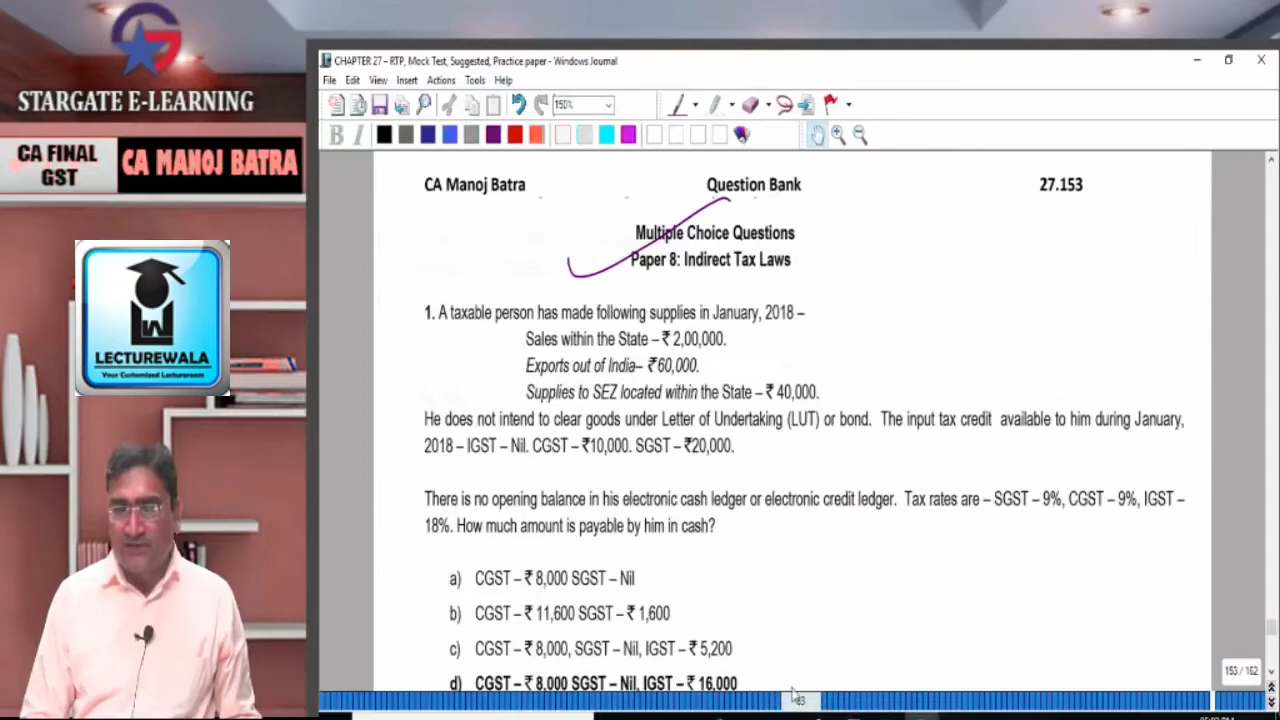 STARGATE E-LEARNING
CA FINAL
GST
CA MANOJ BATRA
LECTUREWALA
Your Customized Lectureroom
CHAPTER 27 – RTP, Mock Test, Suggested, Practice paper - Windows Journal
File Edit View Insert Actions Tools Help
150%
B I
CA Manoj Batra Question Bank 27.153
Multiple Choice Questions
Paper 8: Indirect Tax Laws
1. A taxable person has made following supplies in January, 2018 –
Sales within the State – ₹ 2,00,000.
Exports out of India– ₹60,000.
Supplies to SEZ located within the State – ₹ 40,000.
He does not intend to clear goods under Letter of Undertaking (LUT) or bond. The input tax credit available to him during January,
2018 – IGST – Nil. CGST – ₹10,000. SGST – ₹20,000.
There is no opening balance in his electronic cash ledger or electronic credit ledger. Tax rates are – SGST – 9%, CGST – 9%, IGST –
18%. How much amount is payable by him in cash?
a) CGST – ₹ 8,000 SGST – Nil
b) CGST – ₹ 11,600 SGST – ₹ 1,600
c) CGST – ₹ 8,000, SGST – Nil, IGST – ₹ 5,200
d) CGST – ₹ 8,000 SGST – Nil, IGST – ₹ 16,000
153 / 162